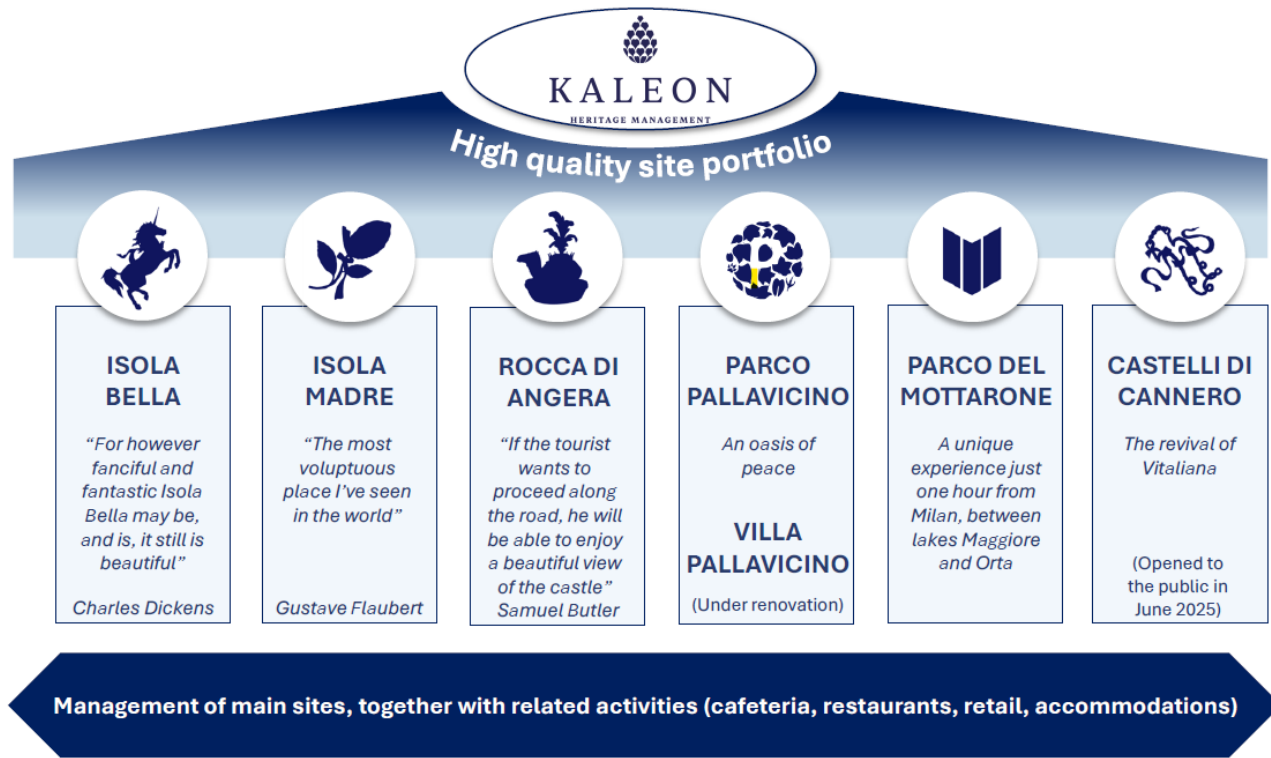 KALEON
HERITAGE MANAGEMENT
High quality site portfolio
ISOLA
BELLA
“For however
fanciful and
fantastic Isola
Bella may be,
and is, it still is
beautiful”
Charles Dickens
ISOLA
MADRE
“The most
voluptuous
place I’ve seen
in the world”
Gustave Flaubert
ROCCA DI
ANGERA
“If the tourist
wants to
proceed along
the road, he will
be able to enjoy
a beautiful view
of the castle”
Samuel Butler
P
PARCO
PALLAVICINO
An oasis of
peace
VILLA
PALLAVICINO
(Under renovation)
PARCO DEL
MOTTARONE
A unique
experience just
one hour from
Milan, between
lakes Maggiore
and Orta
CASTELLI DI
CANNERO
The revival of
Vitaliana
(Opened to
the public in
June 2025)
Management of main sites, together with related activities (cafeteria, restaurants, retail, accommodations)